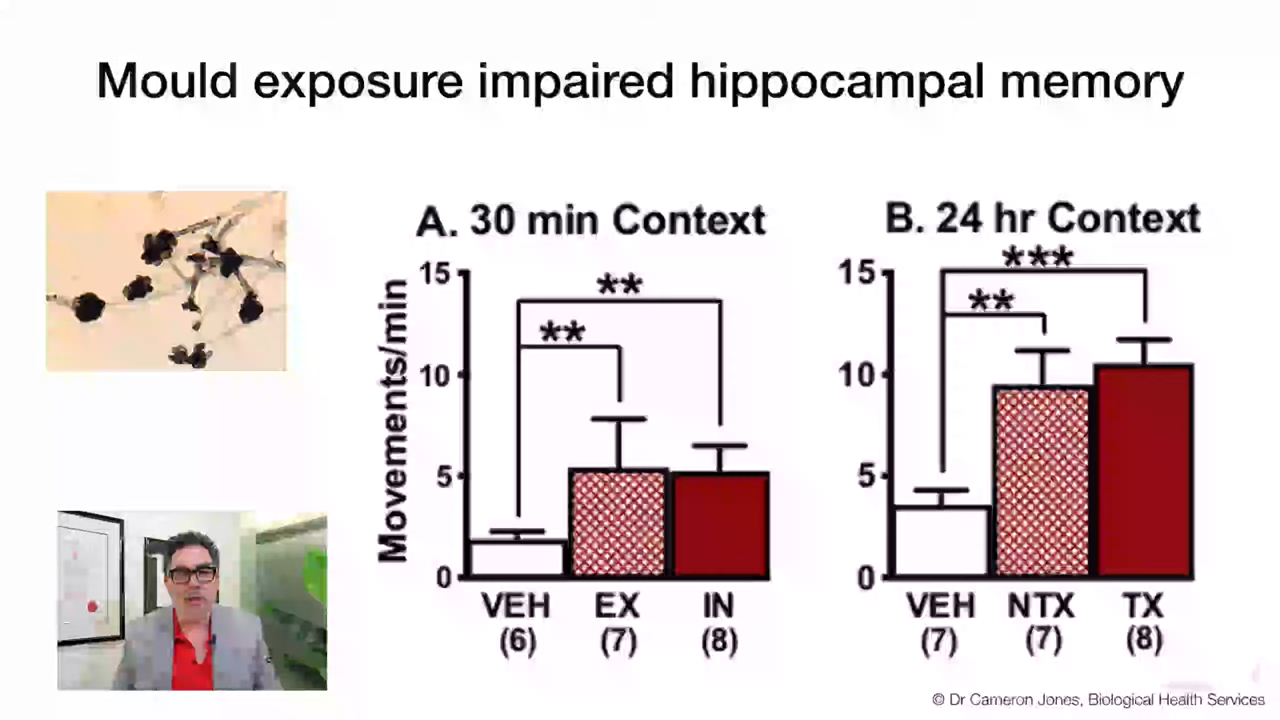 Mould exposure impaired hippocampal memory
A. 30 min Context
Movements/min
15
10
5
0
**
**
VEH
(6)
EX
(7)
IN
(8)
B. 24 hr Context
15
10
5
0
***
**
VEH
(7)
NTX
(7)
TX
(8)
© Dr Cameron Jones, Biological Health Services